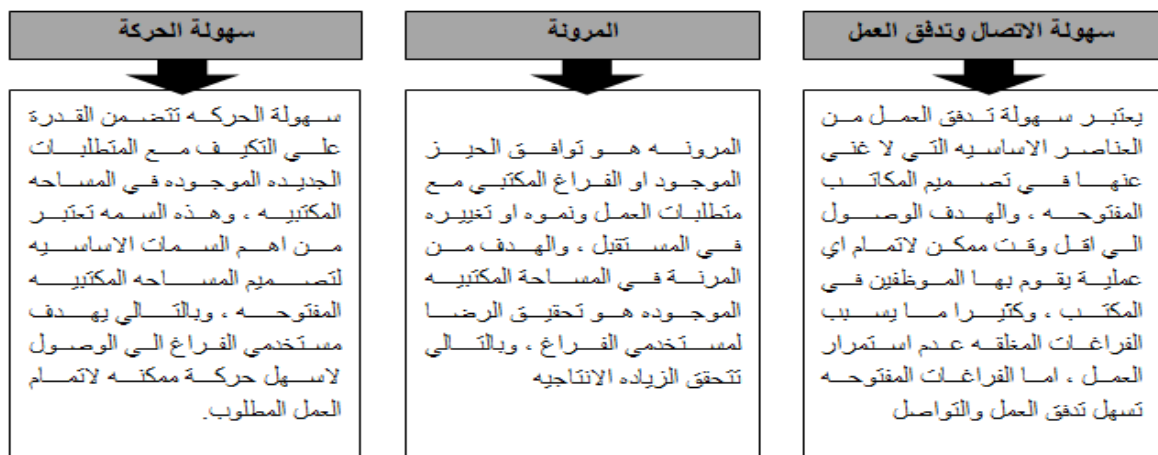 سهولة الاتصال وتدفق العمل
يعتبر سهولة تدفق العمل من
العناصر الاساسيه التي لا غني
عنها في تصميم المكاتب
المفتوحه ، والهدف الوصول
الي اقل وقت ممكن لاتمام اي
عملية يقوم بها الموظفين في
المكتب ، وكثيرا ما يسبب
الفراغات المغلقه عدم استمرار
العمل ، اما الفراغات المفتوحه
تسهل تدفق العمل والتواصل
المرونة
المرونه هو توافق الحيز
الموجود او الفراغ المكتبي مع
متطلبات العمل ونموه او تغييره
في المستقبل ، والهدف من
المرنة في المساحة المكتبيه
الموجوده هو تحقيق الرضا
لمستخدمي الفراغ ، وبالتالي
تتحقق الزياده الانتاجيه
سهولة الحركة
سهولة الحركه تتضمن القدرة
علي التكيف مع المتطلبات
الجديده الموجوده في المساحه
المكتبيه ، وهذه السمه تعتبر
من اهم السمات الاساسيه
لتصميم المساحه المكتبيه
المفتوحه ، وبالتالي يهدف
مستخدمي الفراغ الي الوصول
لاسهل حركة ممكنه لاتمام
العمل المطلوب.